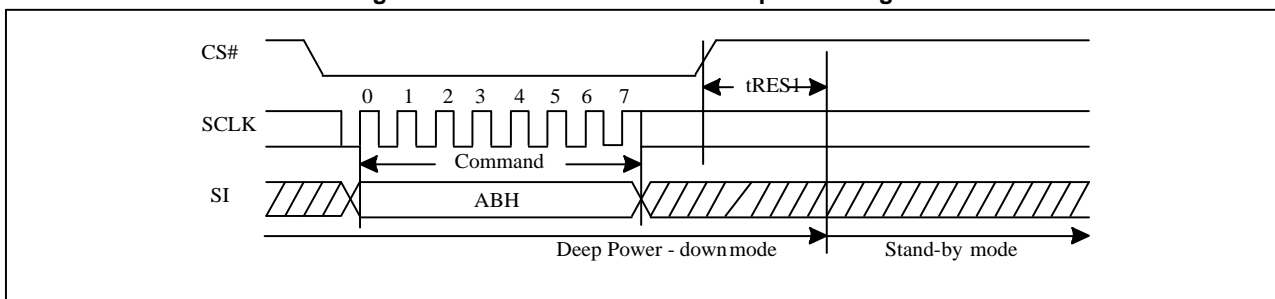 CS#
tRES1
0 1 2 3 4 5 6 7
SCLK
Command
SI
ABH
Deep Power - down mode
Stand-by mode